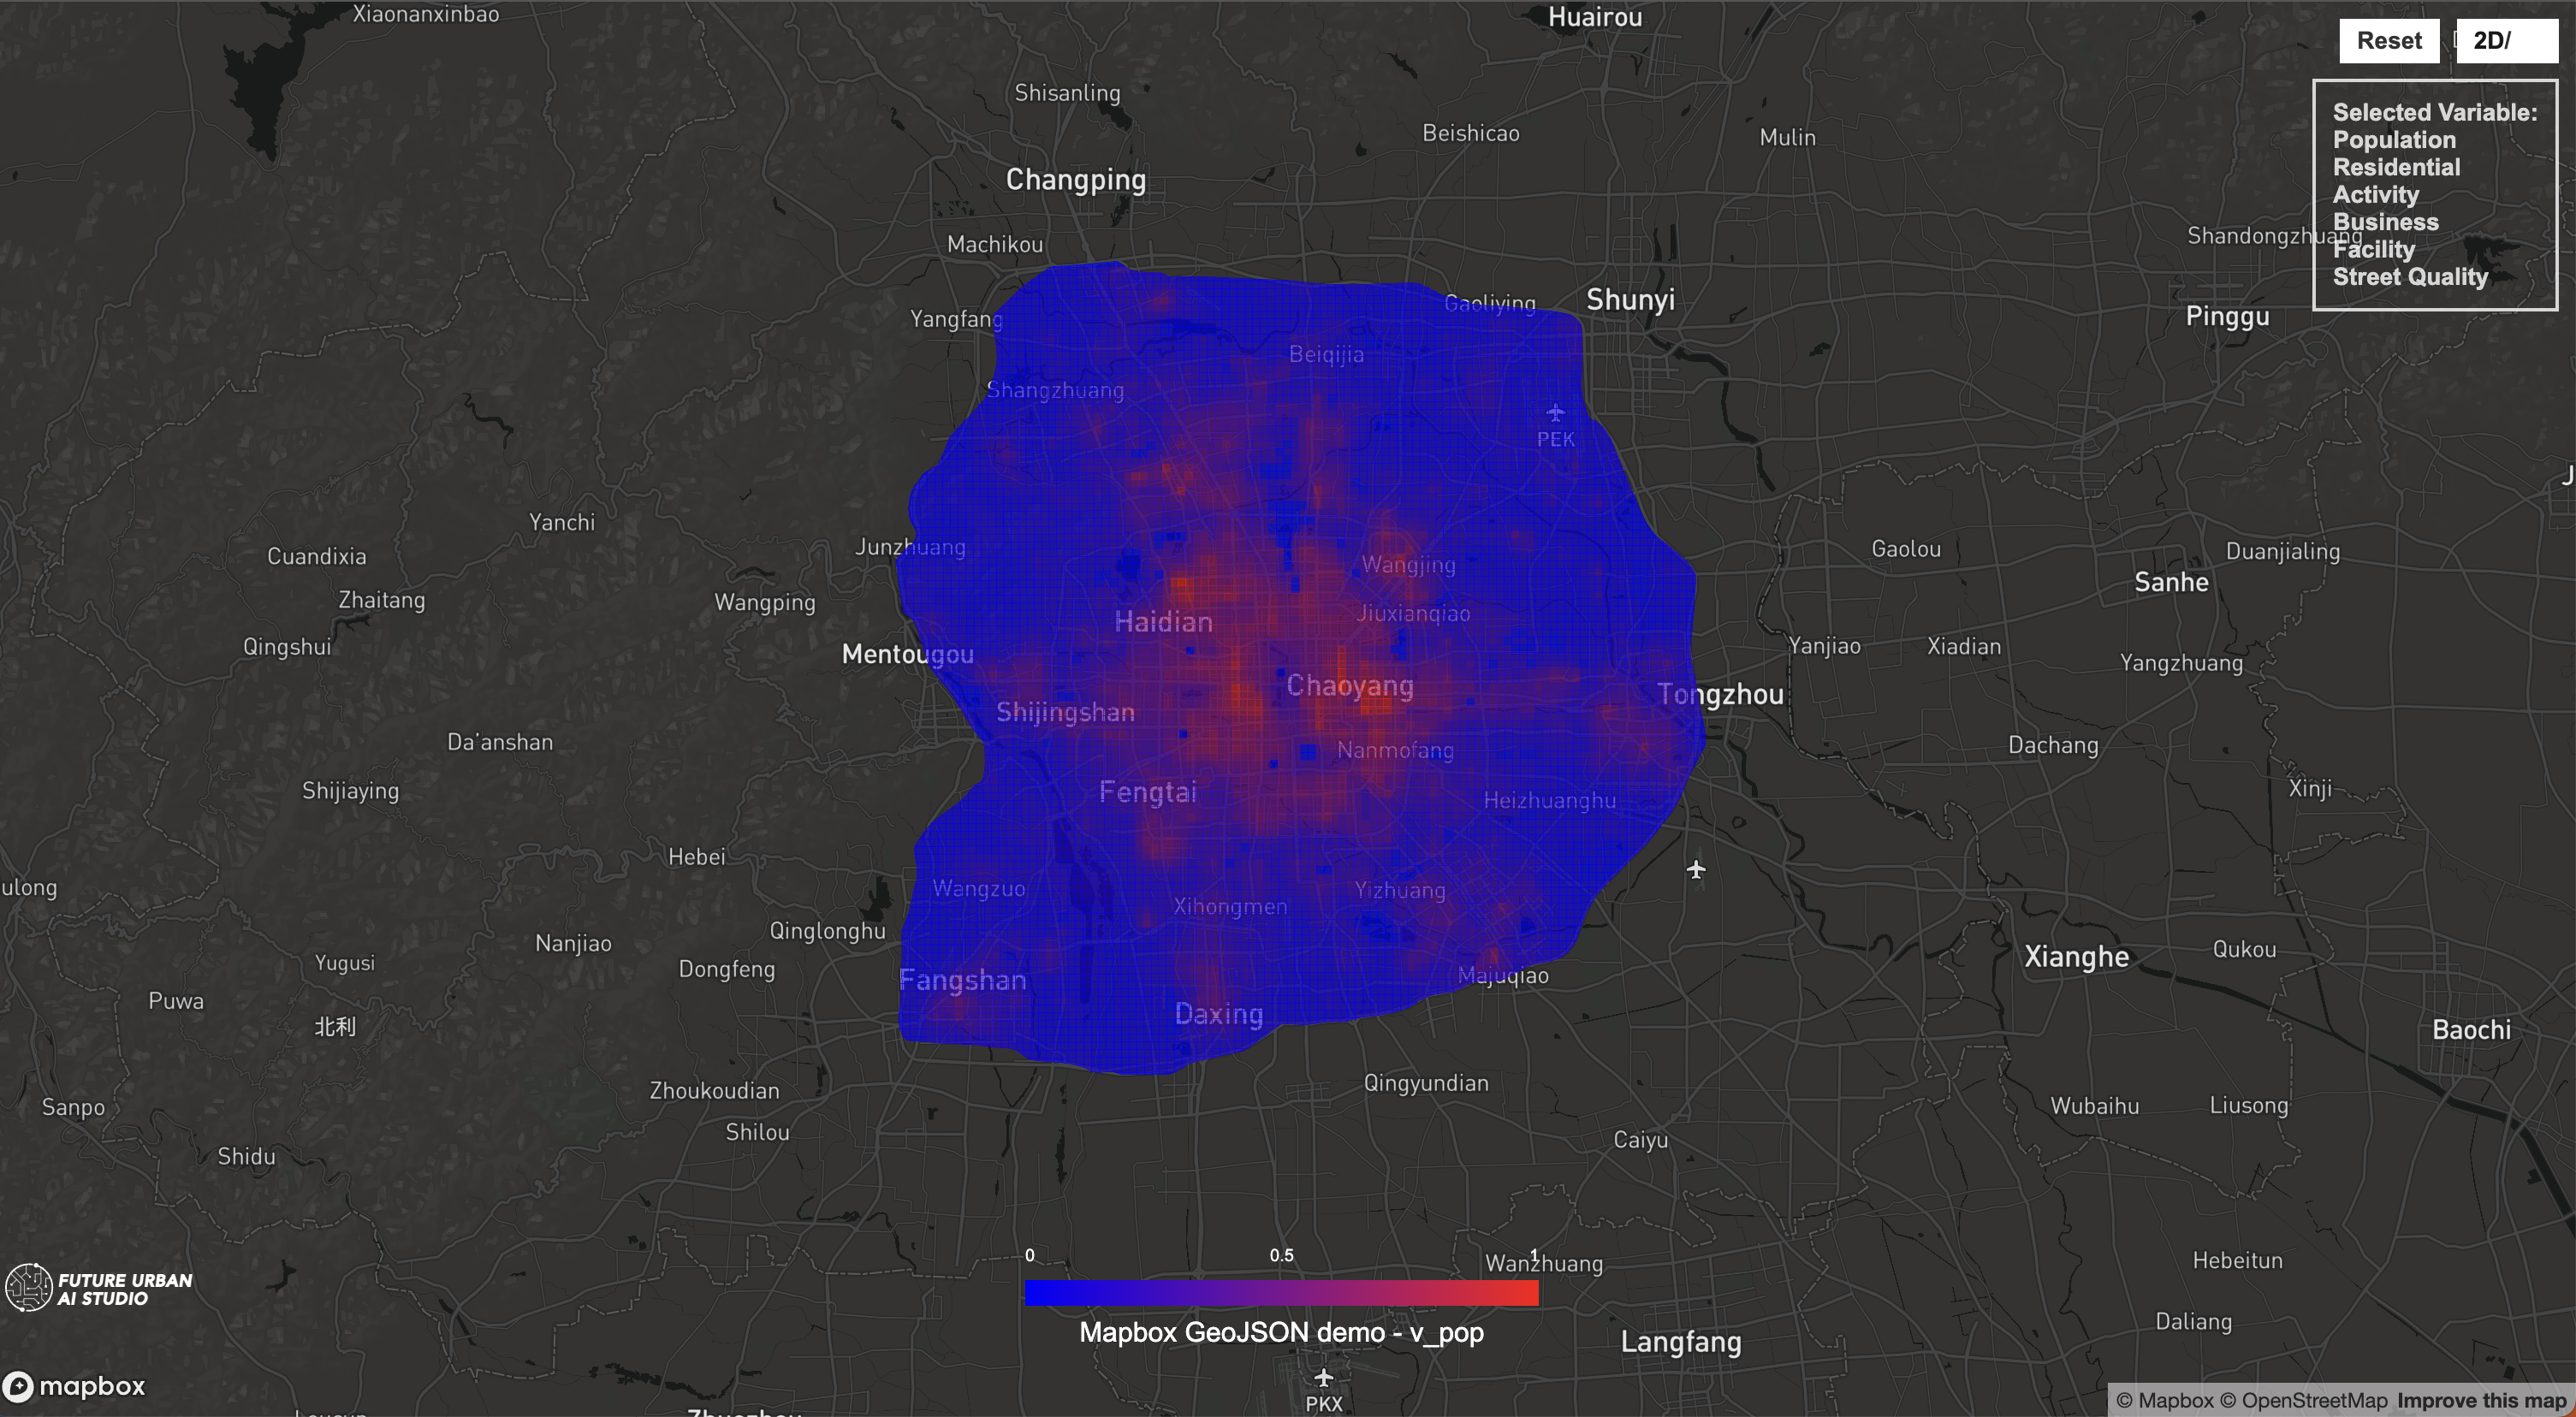 Xiaonanxinbao
Huairou
Reset
2D/
Shisanling
Selected Variable:
Population
Residential
Activity
Business
Facility
Street Quality
Beishicao
Mulin
Changping
Machikou
Shandongzhuang
Yangfang
Gaoliying
Shunyi
Pinggu
Beiqijia
Shangzhuang
PEK
J
Yanchi
Junzhuang
Cuandixia
Wangjing
Gaolou
Duanjialing
Sanhe
Zhaitang
Wangping
Haidian
Jiuxianqiao
Qingshui
Mentougou
Yanjiao
Xiadian
Yangzhuang
Chaoyang
Tongzhou
Shijingshan
Da'anshan
Nanmofang
Dachang
Shijiaying
Fengtai
Heizhuanghu
Xinji
Hebei
ulong
Wangzuo
Yizhuang
Xihongmen
Qinglonghu
Nanjiao
Yugusi
Dongfeng
Fangshan
Majuqiao
Xianghe
Qukou
Puwa
北利
Daxing
Baochi
Zhoukoudian
Qingyundian
Sanpo
Shilou
Wubaihu
Liusong
Shidu
Caiyu
0 0.5 1
Wanzhuang
Hebeitun
FUTURE URBAN
AI STUDIO
Mapbox GeoJSON demo - v_pop
Daliang
Langfang
mapbox
PKX
© Mapbox © OpenStreetMap Improve this map